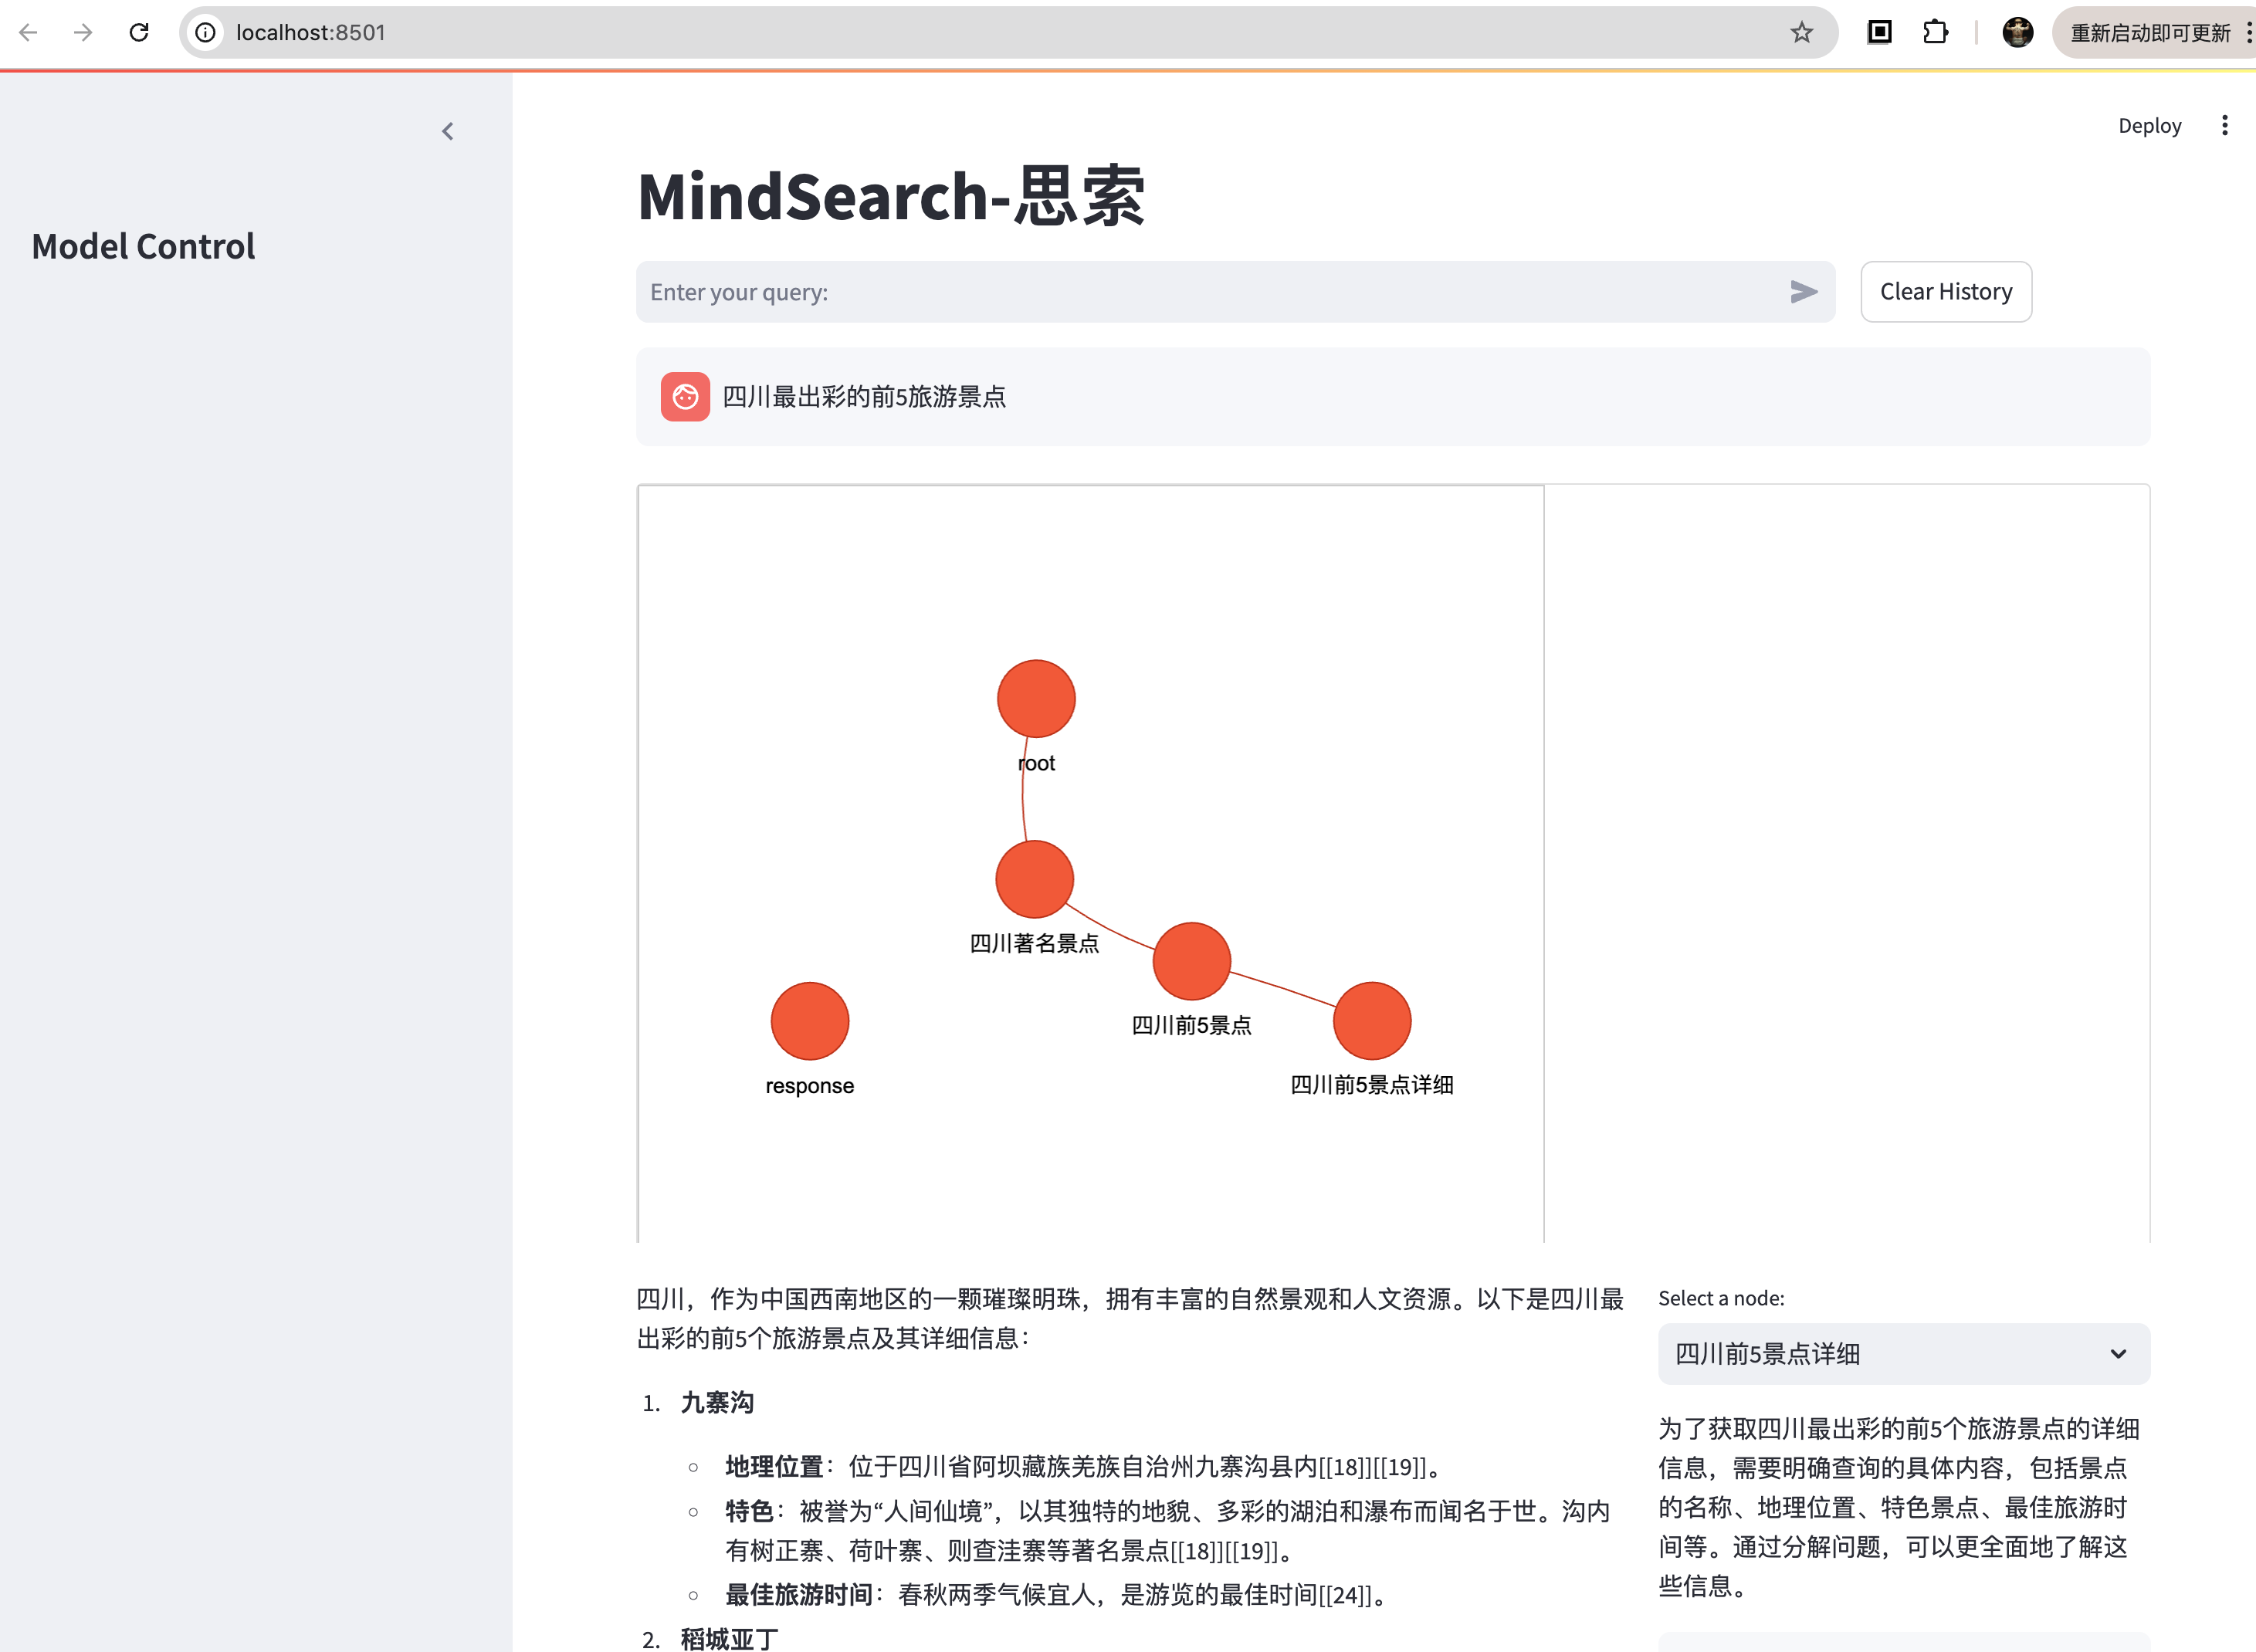 localhost:8501
重新启动即可更新
Deploy
Model Control
MindSearch-思索
Enter your query:
Clear History
四川最出彩的前5旅游景点
root
四川著名景点
四川前5景点
response
四川前5景点详细
四川，作为中国西南地区的一颗璀璨明珠，拥有丰富的自然景观和人文资源。以下是四川最
出彩的前5个旅游景点及其详细信息：
1. 九寨沟
地理位置：位于四川省阿坝藏族羌族自治州九寨沟县内[[18]][[19]]。
特色：被誉为“人间仙境”，以其独特的地貌、多彩的湖泊和瀑布而闻名于世。沟内
有树正寨、荷叶寨、则查洼寨等著名景点[[18]][[19]]。
最佳旅游时间：春秋两季气候宜人，是游览的最佳时间[[24]]。
2. 稻城亚丁
Select a node:
四川前5景点详细
为了获取四川最出彩的前5个旅游景点的详细
信息，需要明确查询的具体内容，包括景点
的名称、地理位置、特色景点、最佳旅游时
间等。通过分解问题，可以更全面地了解这
些信息。